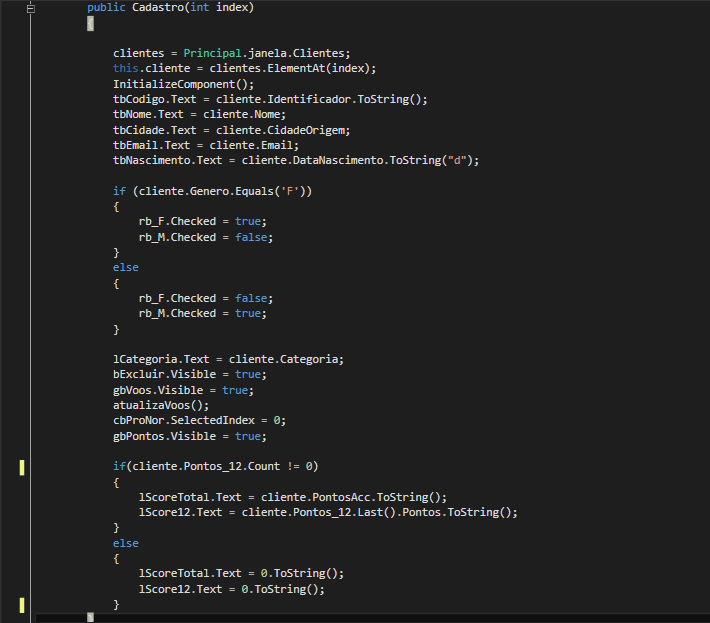 public Cadastro(int index)
{
clientes = Principal.janela.Clientes;
this.cliente = clientes.ElementAt(index);
InitializeComponent();
tbCodigo.Text = cliente.Identificador.ToString();
tbNome.Text = cliente.Nome;
tbCidade.Text = cliente.CidadeOrigem;
tbEmail.Text = cliente.Email;
tbNascimento.Text = cliente.DataNascimento.ToString("d");
if (cliente.Genero.Equals('F'))
{
rb_F.Checked = true;
rb_M.Checked = false;
}
else
{
rb_F.Checked = false;
rb_M.Checked = true;
}
lCategoria.Text = cliente.Categoria;
bExcluir.Visible = true;
gbVoos.Visible = true;
atualizaVoos();
cbProNor.SelectedIndex = 0;
gbPontos.Visible = true;
if(cliente.Pontos_12.Count != 0)
{
lScoreTotal.Text = cliente.PontosAcc.ToString();
lScore12.Text = cliente.Pontos_12.Last().Pontos.ToString();
}
else
{
lScoreTotal.Text = 0.ToString();
lScore12.Text = 0.ToString();
}
}